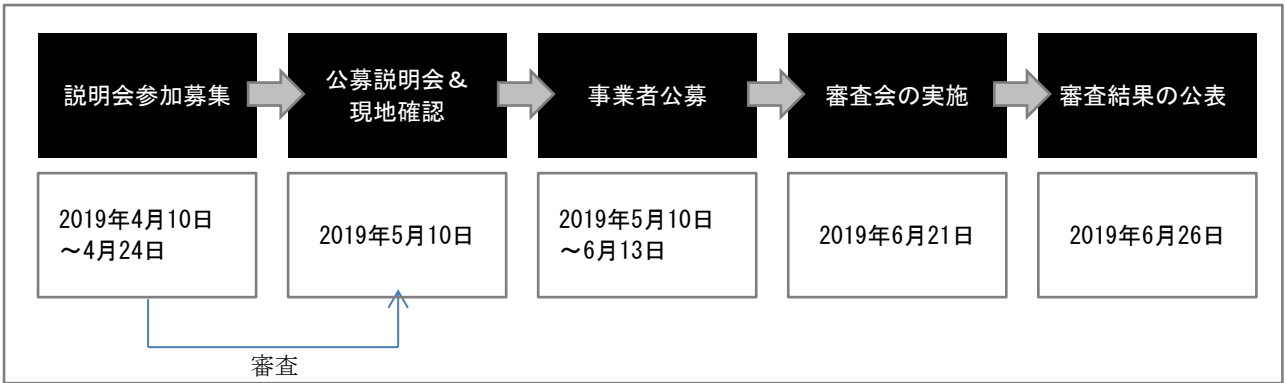 説明会参加募集
公募説明会＆
現地確認
事業者公募
審査会の実施
審査結果の公表
2019年4月10日
～4月24日
2019年5月10日
2019年5月10日
～6月13日
2019年6月21日
2019年6月26日
審査